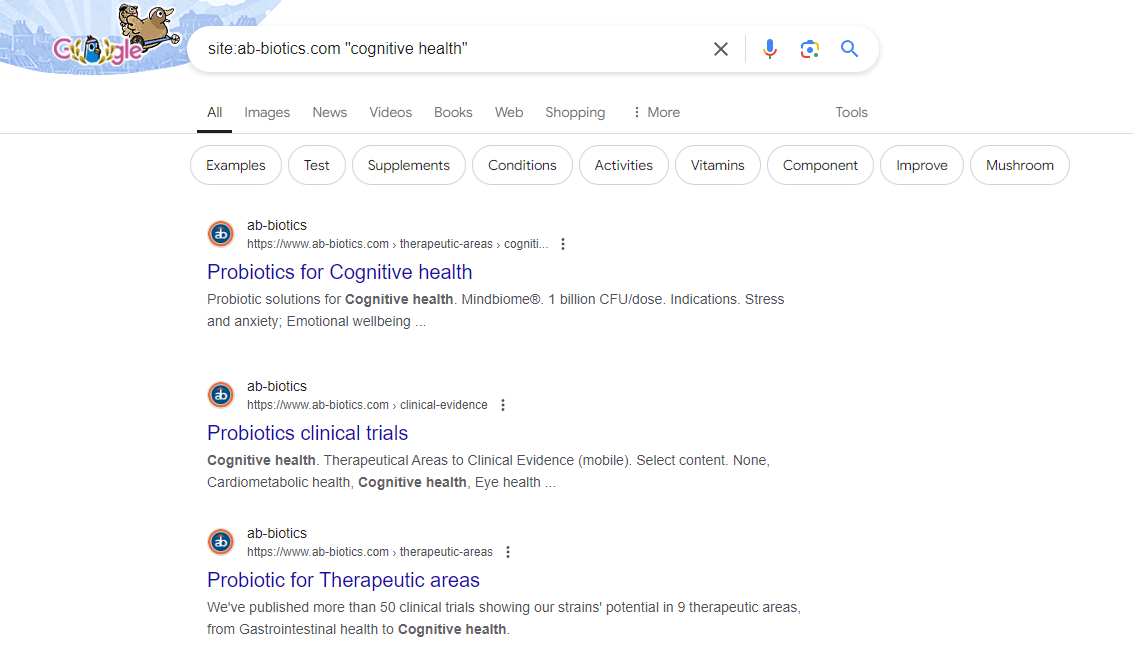 Google
site:ab-biotics.com "cognitive health"
All Images News Videos Books Web Shopping More Tools
Examples Test Supplements Conditions Activities Vitamins Component Improve Mushroom
ab
ab-biotics
https://www.ab-biotics.com › therapeutic-areas › cogniti...
Probiotics for Cognitive health
Probiotic solutions for Cognitive health. Mindbiome®. 1 billion CFU/dose. Indications. Stress
and anxiety; Emotional wellbeing ...
ab
ab-biotics
https://www.ab-biotics.com › clinical-evidence
Probiotics clinical trials
Cognitive health. Therapeutical Areas to Clinical Evidence (mobile). Select content. None,
Cardiometabolic health, Cognitive health, Eye health ...
ab
ab-biotics
https://www.ab-biotics.com › therapeutic-areas
Probiotic for Therapeutic areas
We've published more than 50 clinical trials showing our strains' potential in 9 therapeutic areas,
from Gastrointestinal health to Cognitive health.